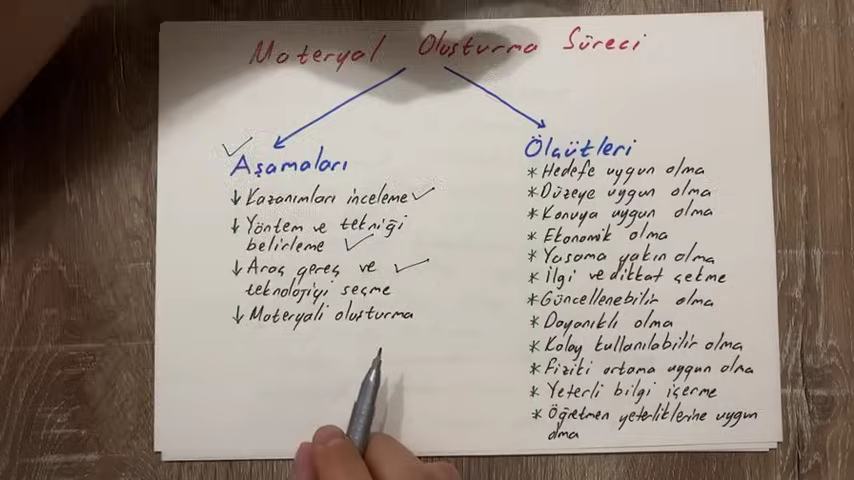 Materyal Oluşturma Süreci
Aşamaları
↓ Kazanımları inceleme
↓ Yöntem ve tekniği
belirleme
↓ Araç gereç ve
teknolojiyi seçme
↓ Materyali oluşturma
Ölçütleri
* Hedefe uygun olma
* Düzeye uygun olma
* Konuya uygun olma
* Ekonomik olma
* Yaşama yakın olma
* İlgi ve dikkat çekme
* Güncellenebilir olma
* Dayanıklı olma
* Kolay kullanılabilir olma
* Fiziki ortama uygun olma
* Yeterli bilgi içerme
* Öğretmen yeterliklerine uygun
olma